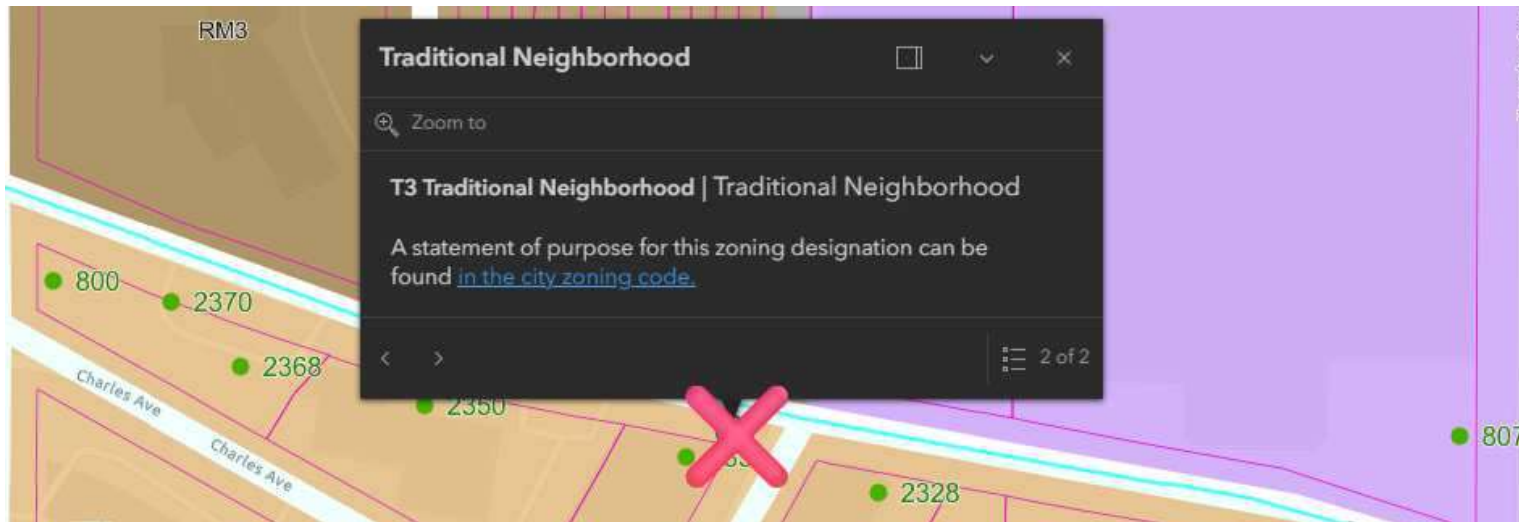 RM3
Traditional Neighborhood
Zoom to
T3 Traditional Neighborhood | Traditional Neighborhood
A statement of purpose for this zoning designation can be
found in the city zoning code.
2 of 2
800
2370
2368
2350
2328
807
Charles Ave
Charles Ave